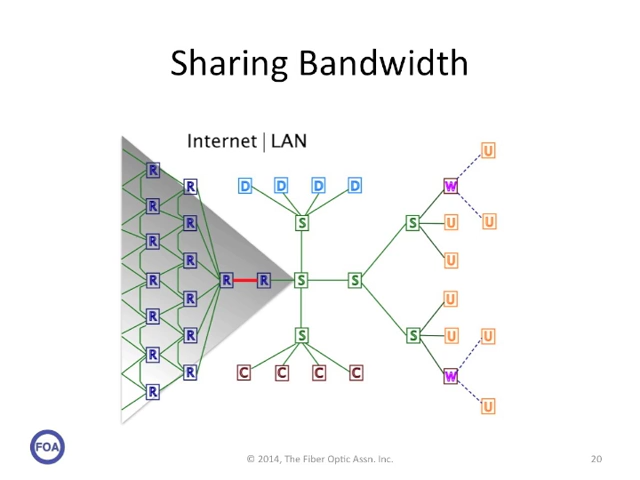 Sharing Bandwidth
Internet | LAN
U
R
R D D D D W
R
R S S U U
R
R U
R R R S S
R U
R
R S S U U
R
R C C C C W
R
U
FOA
© 2014, The Fiber Optic Assn. Inc.
20